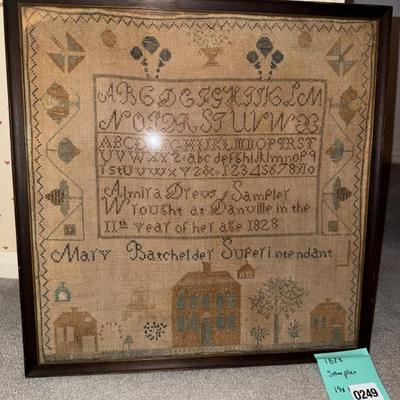 ABCDEFGHIJKLM
NOPQRSTUVWX
ABCDEFGHIJKLMNOPQRST
UVWXYZ abcdefghijklmnopq
rstuvwxyz& 12345678910
Almira Drew's Sampler
Wrought at Danville in the
11th year of her age 1828
Mary Batchelder Superintendant
1828
Sampler
0249